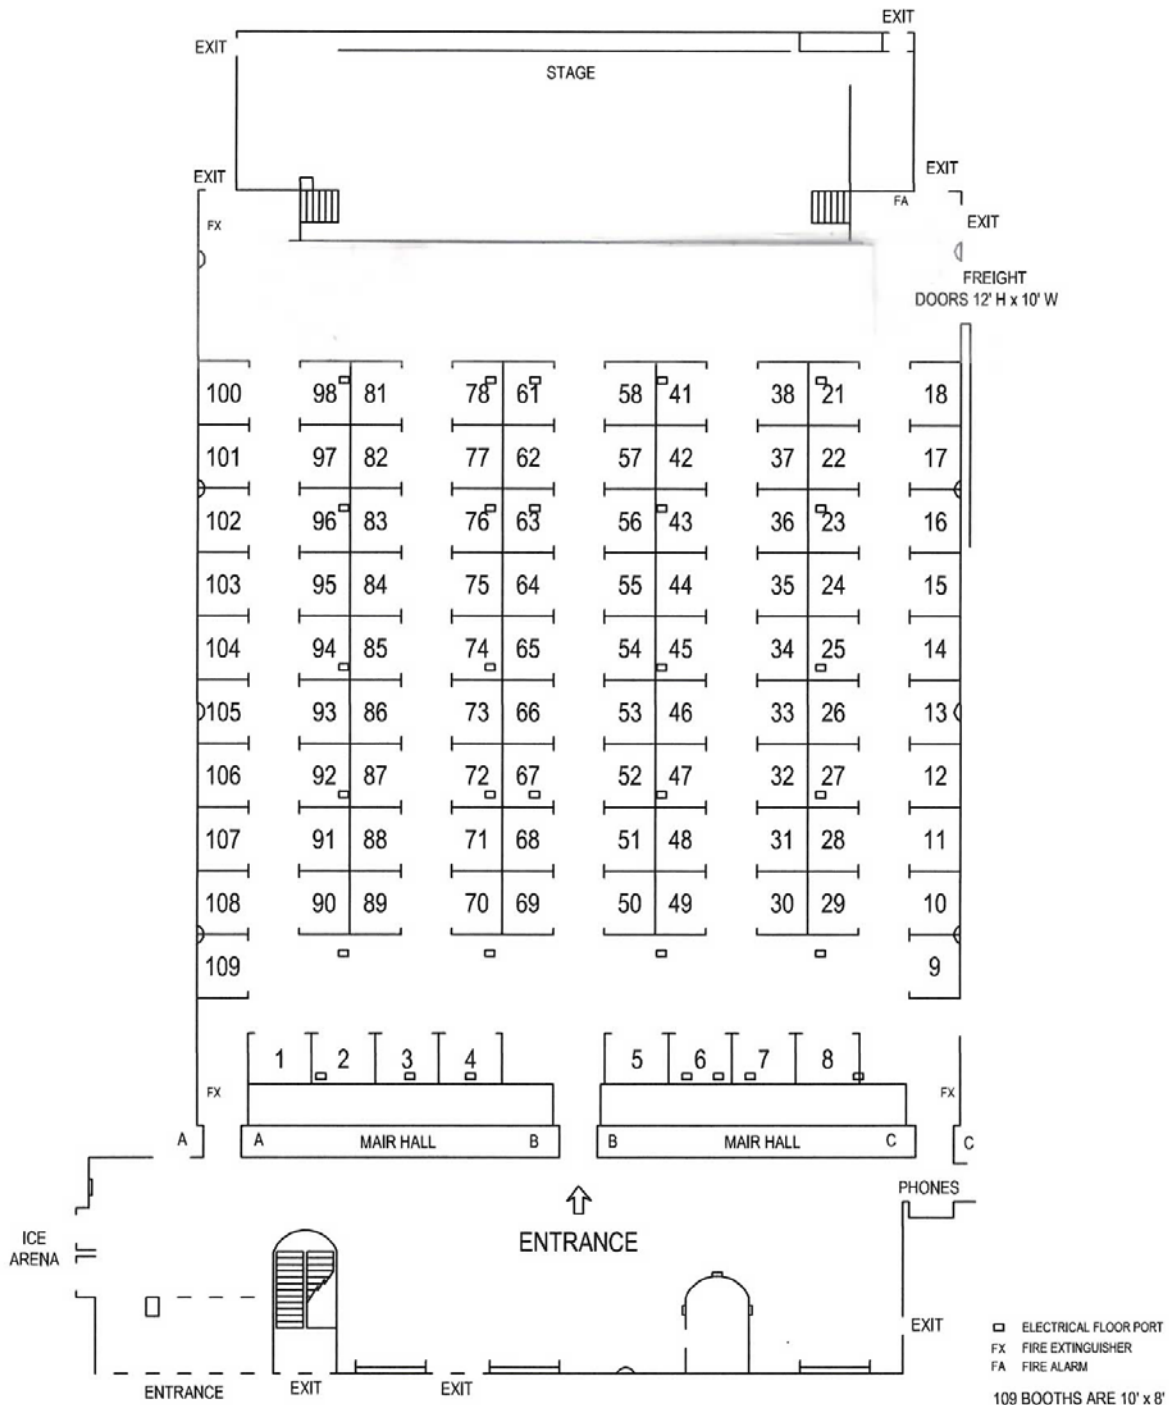 EXIT
EXIT
STAGE
EXIT
EXIT
FX
FA
EXIT
FREIGHT
DOORS 12' H x 10' W
100 98 81 78 61 58 41 38 21 18
101 97 82 77 62 57 42 37 22 17
102 96 83 76 63 56 43 36 23 16
103 95 84 75 64 55 44 35 24 15
104 94 85 74 65 54 45 34 25 14
105 93 86 73 66 53 46 33 26 13
106 92 87 72 67 52 47 32 27 12
107 91 88 71 68 51 48 31 28 11
108 90 89 70 69 50 49 30 29 10
109 9
1 2 3 4 5 6 7 8
FX FX
A A MAIR HALL B B MAIR HALL C C
PHONES
ICE
ARENA
ENTRANCE
EXIT
ELECTRICAL FLOOR PORT
FX FIRE EXTINGUISHER
FA FIRE ALARM
ENTRANCE EXIT EXIT
109 BOOTHS ARE 10' x 8'